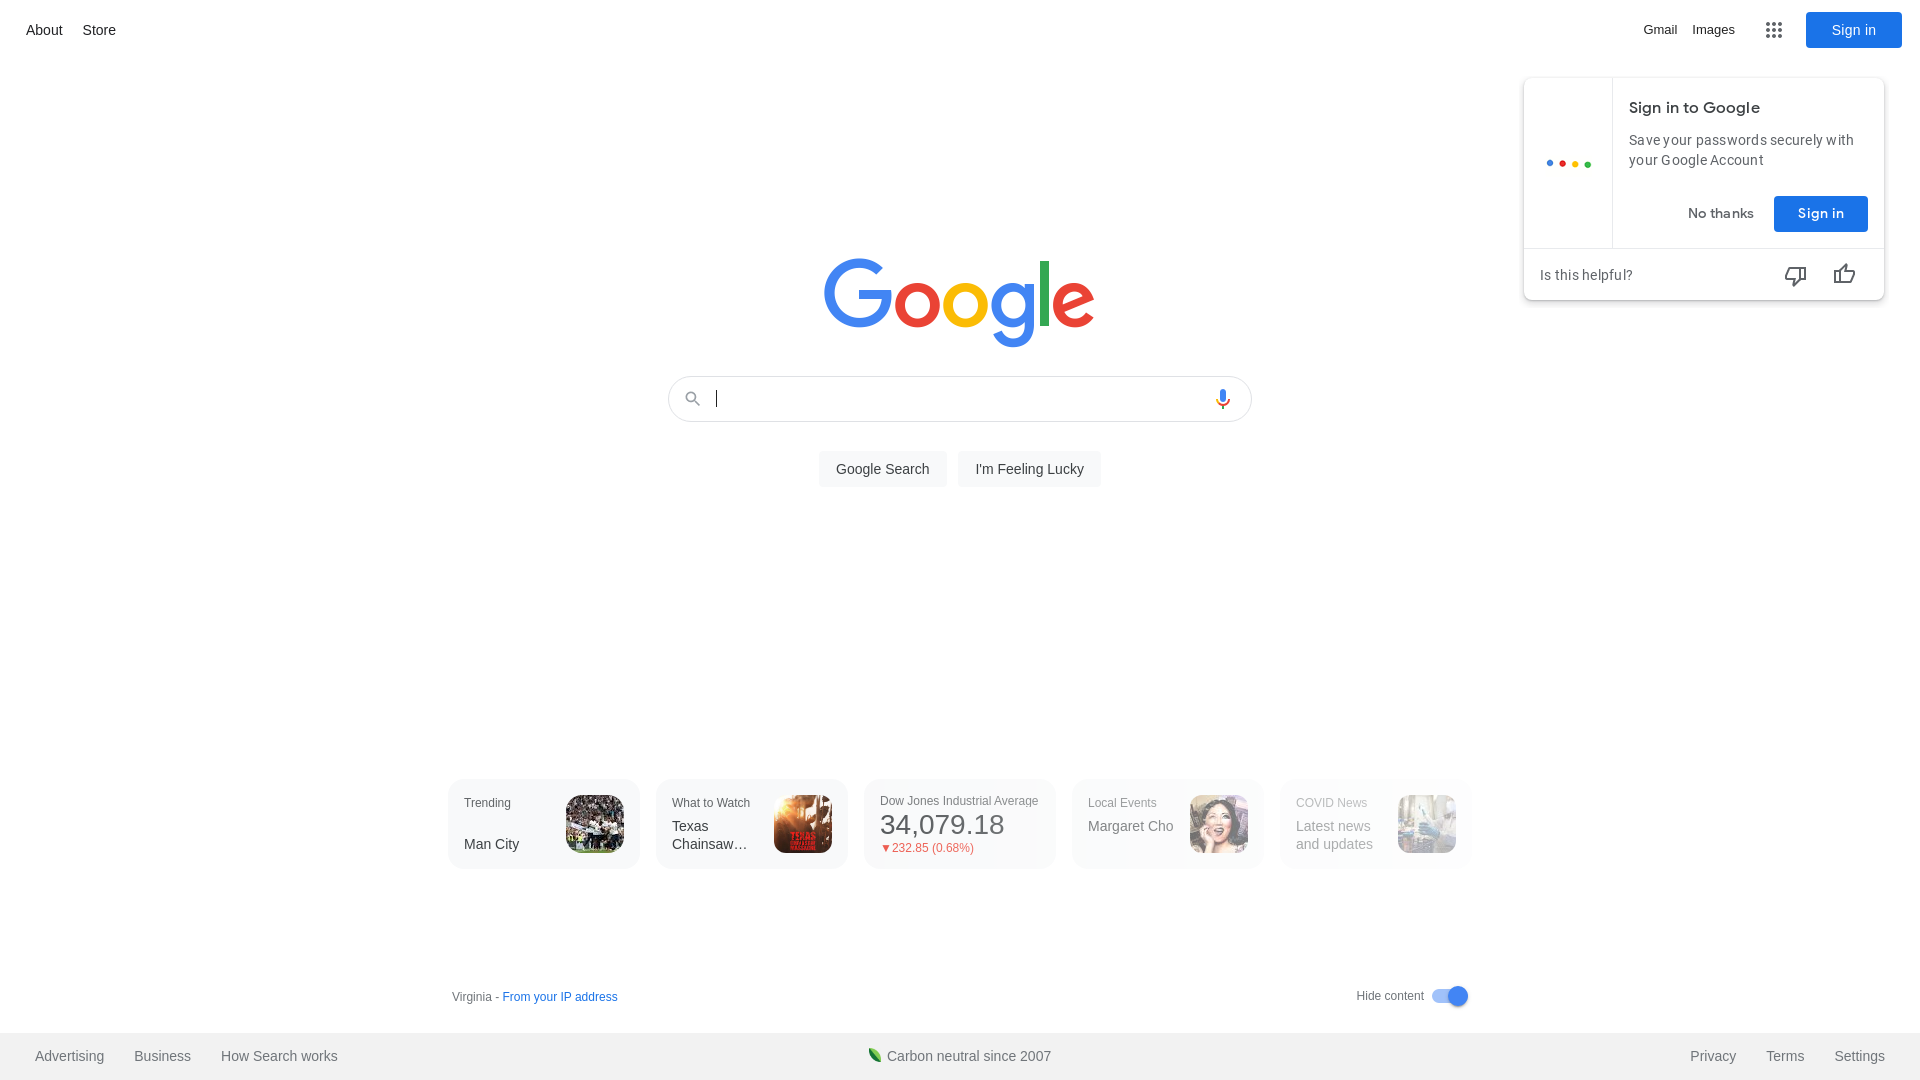 About
Store
Gmail
Images
Sign in
Sign in to Google
Save your passwords securely with
your Google Account
No thanks
Sign in
Is this helpful?
Google
Google Search
I'm Feeling Lucky
Trending
Man City
What to Watch
Texas
Chainsaw…
TEXAS
CHAINSAW
MASSACRE
Dow Jones Industrial Average
34,079.18
▼232.85 (0.68%)
Local Events
Margaret Cho
COVID News
Latest news
and updates
Virginia - From your IP address
Hide content
Advertising
Business
How Search works
Carbon neutral since 2007
Privacy
Terms
Settings